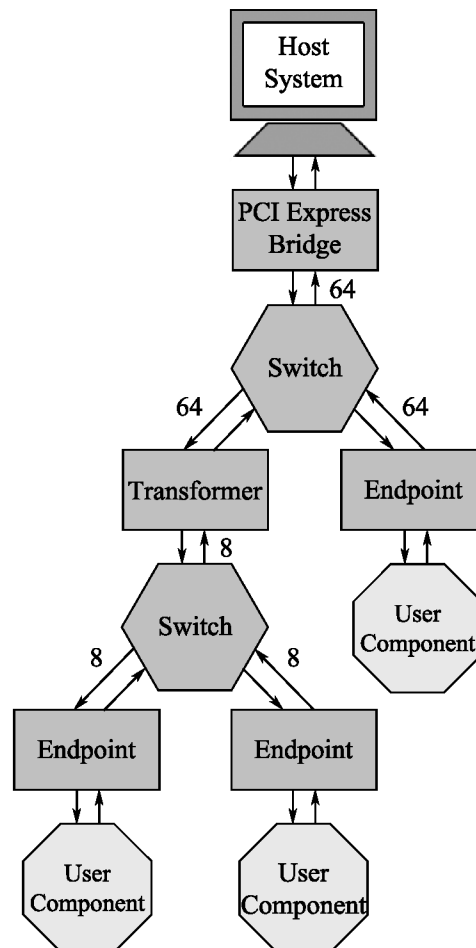 Host
System
PCI Express
Bridge
64
Switch
64
64
Transformer
Endpoint
8
Switch
User
Component
8
8
Endpoint
Endpoint
User
Component
User
Component